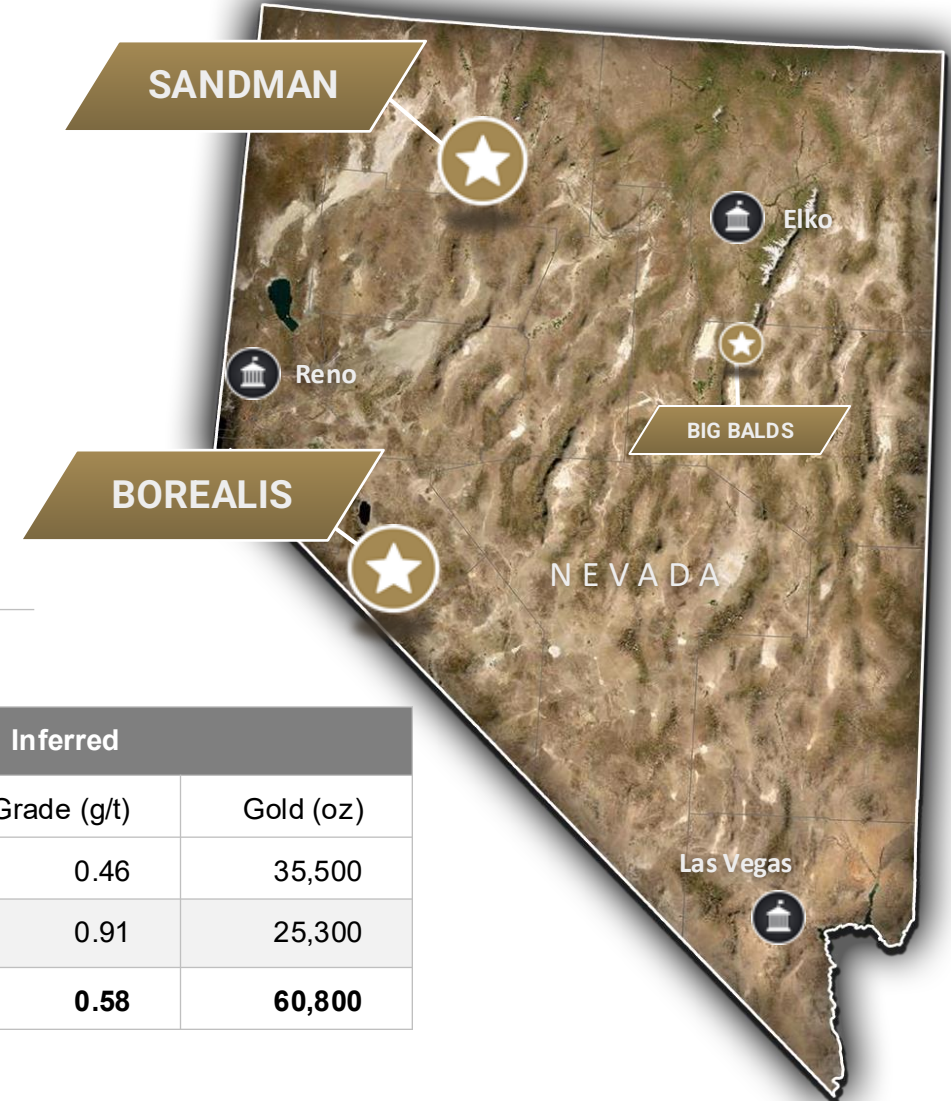 SANDMAN
Elko
Reno
BIG BALDS
BOREALIS
NEVADA
Inferred
Grade (g/t) Gold (oz)
0.46 35,500
0.91 25,300
0.58 60,800
Las Vegas